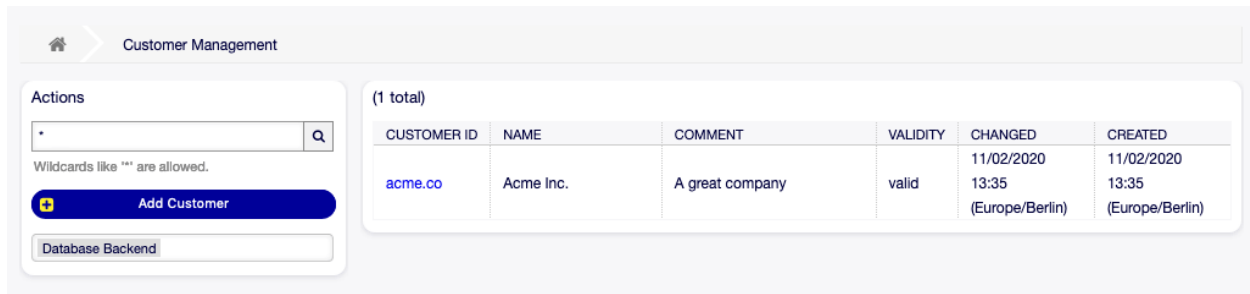 Customer Management
Actions
*
Wildcards like '*' are allowed.
Add Customer
Database Backend
(1 total)
CUSTOMER ID NAME COMMENT VALIDITY CHANGED CREATED
acme.co Acme Inc. A great company valid 11/02/2020 13:35 (Europe/Berlin) 11/02/2020 13:35 (Europe/Berlin)